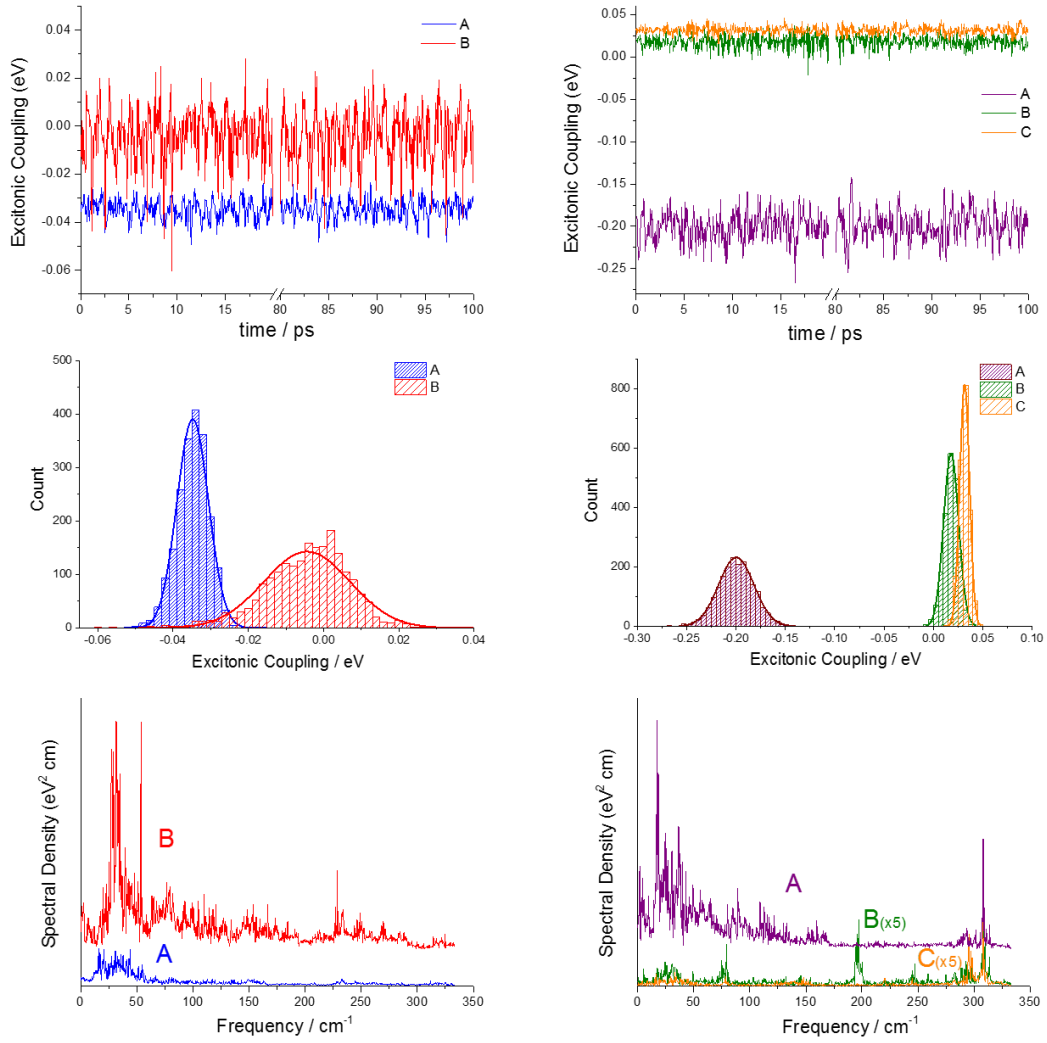 A
B
Excitonic Coupling (eV)
0.04
0.02
0.00
-0.02
-0.04
-0.06
0 5 10 15 80 85 90 95 100
time / ps
A
B
C
Excitonic Coupling (eV)
0.05
0.00
-0.05
-0.10
-0.15
-0.20
-0.25
0 5 10 15 80 85 90 95 100
time / ps
A
B
Count
500
400
300
200
100
0
-0.06 -0.04 -0.02 0.00 0.02 0.04
Excitonic Coupling / eV
A
B
C
Count
800
600
400
200
0
-0.30 -0.25 -0.20 -0.15 -0.10 -0.05 0.00 0.05 0.10
Excitonic Coupling / eV
Spectral Density (eV² cm)
B
A
0 50 100 150 200 250 300 350
Frequency / cm⁻¹
Spectral Density (eV² cm)
A
B(x5)
C(x5)
0 50 100 150 200 250 300 350
Frequency / cm⁻¹